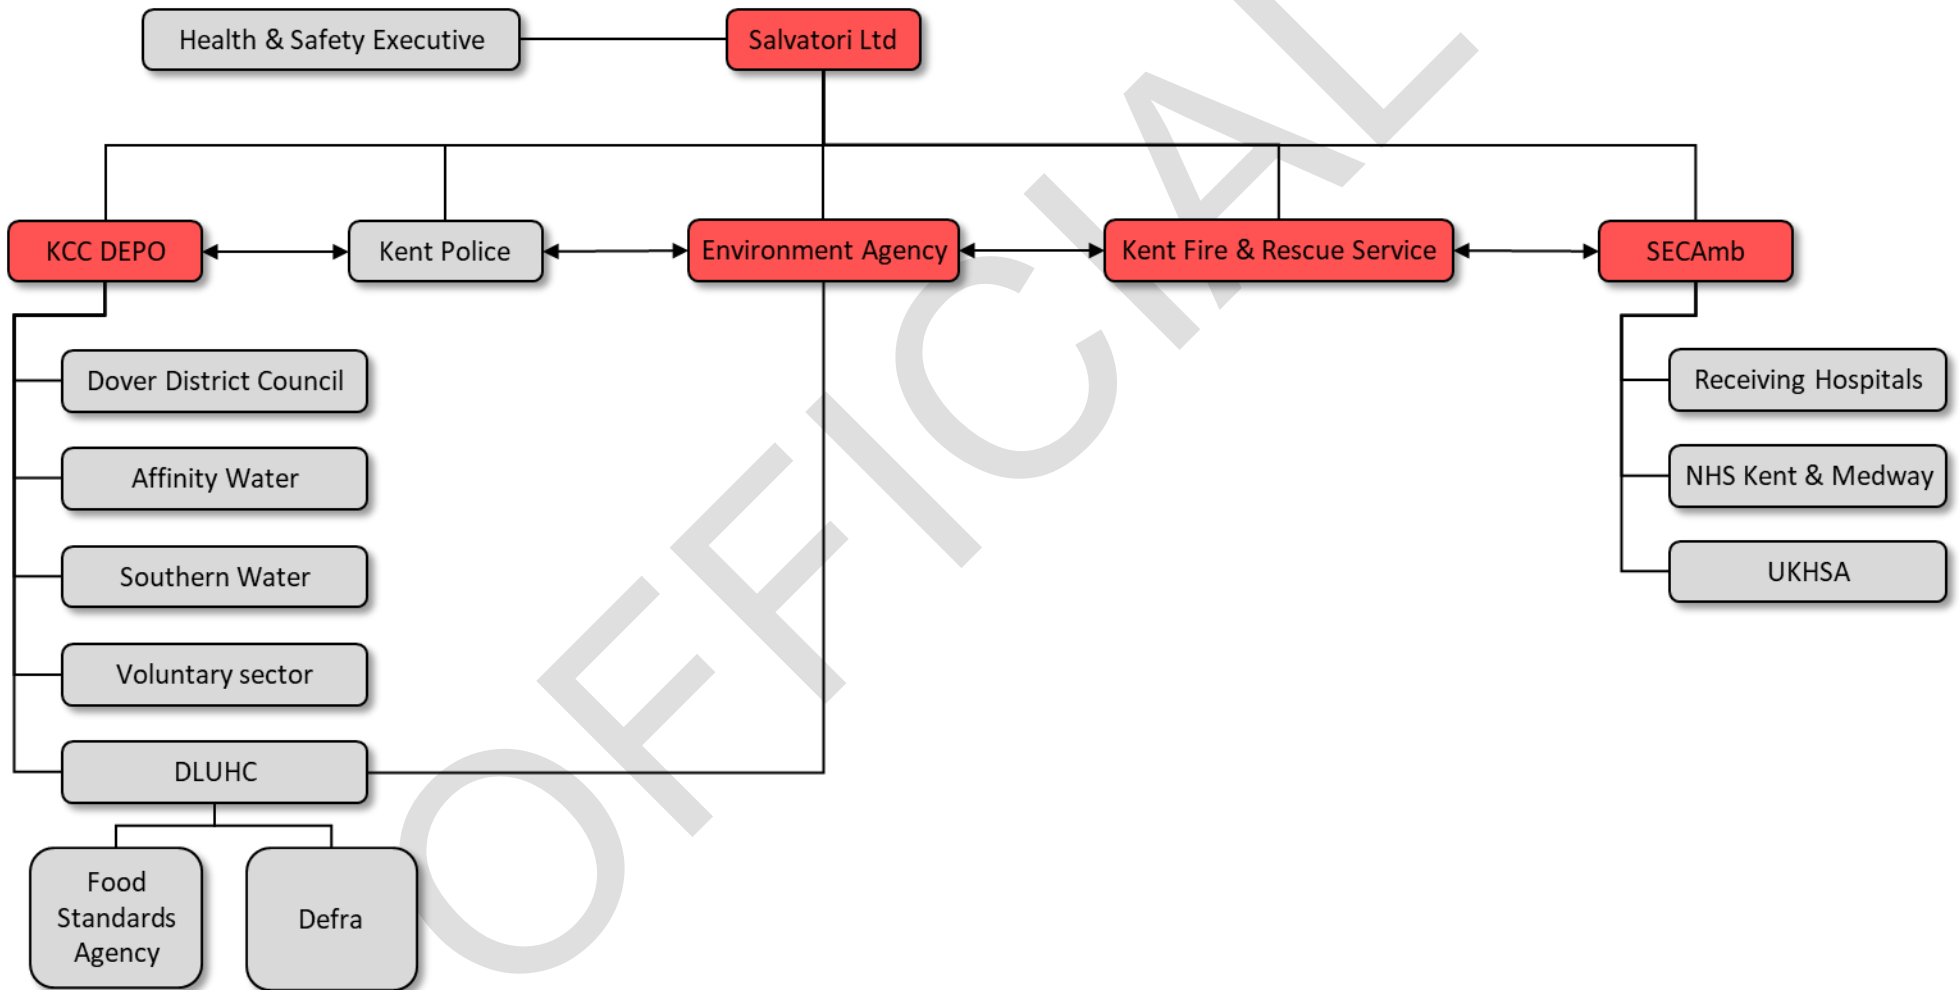 Health & Safety Executive
Salvatori Ltd
KCC DEPO
Kent Police
Environment Agency
Kent Fire & Rescue Service
SECAmb
Dover District Council
Receiving Hospitals
Affinity Water
NHS Kent & Medway
Southern Water
UKHSA
Voluntary sector
DLUHC
Food
Standards
Agency
Defra
OFFICIAL